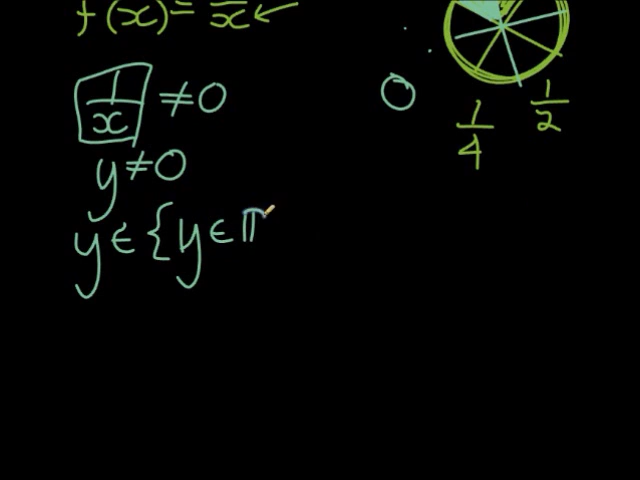 f(x)= 1/x
1/x ≠0
y≠0
y∈{y∈
0
1/4
1/2